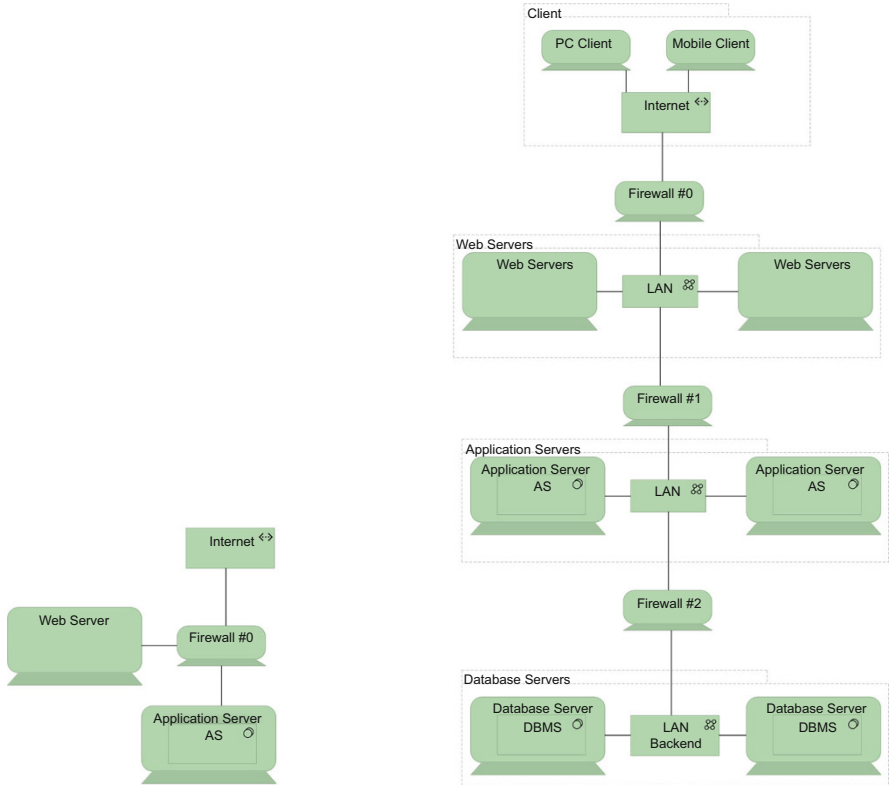 Client
PC Client
Mobile Client
Internet
Firewall #0
Web Servers
Web Servers
LAN
Web Servers
Firewall #1
Application Servers
Application Server
AS
LAN
Application Server
AS
Firewall #2
Database Servers
Database Server
DBMS
LAN
Backend
Database Server
DBMS
Internet
Web Server
Firewall #0
Application Server
AS